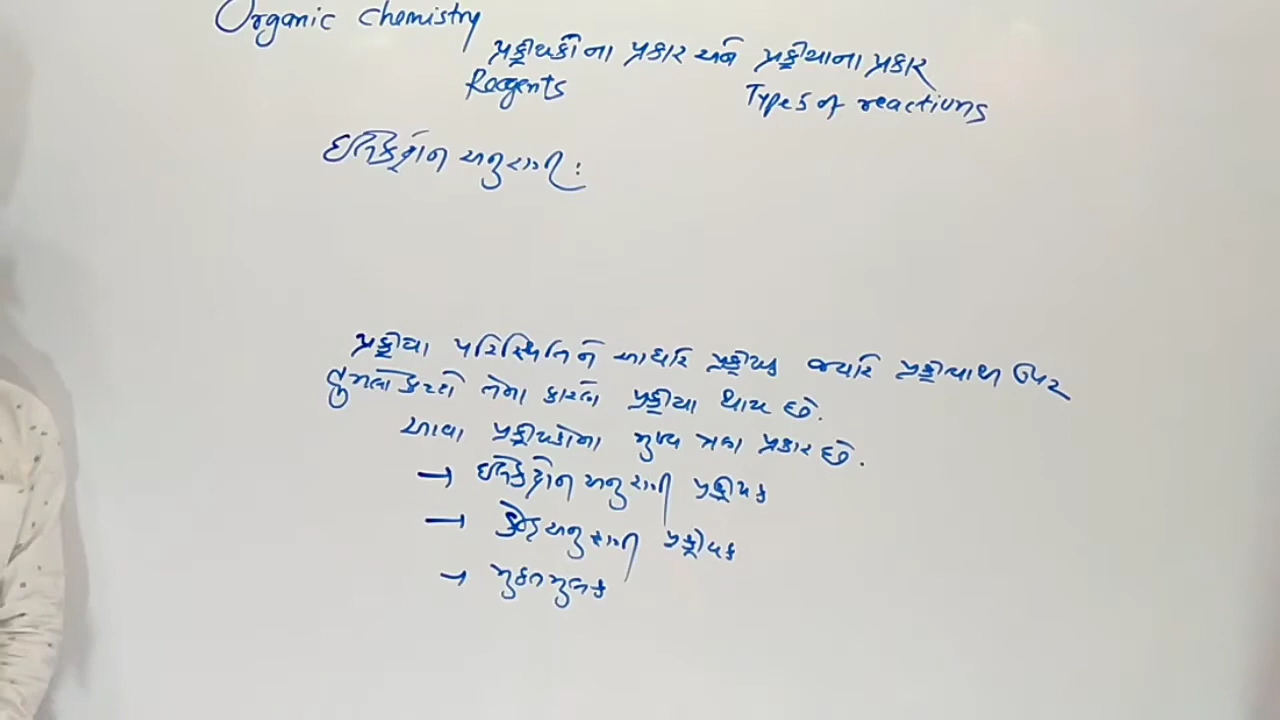 Organic Chemistry
પ્રક્રીયકોના પ્રકાર અને પ્રક્રીયાના પ્રકાર
Reagents Types of reactions
ઇલેક્ટ્રોન અનુરાગી :
પ્રક્રીયા પરિસ્થિતિને આધારે પ્રક્રીયક જ્યારે પ્રક્રીયાર્થી ઉપર
હુમલો કરશે તેના કારણે પ્રક્રીયા થાય છે.
આવા પ્રક્રીયકોના મુખ્ય ત્રણ પ્રકાર છે.
→ ઇલેક્ટ્રોન અનુરાગી પ્રક્રીયક
→ કેન્દ્રઅનુરાગી પ્રક્રીયક
→ મુક્તમુલક